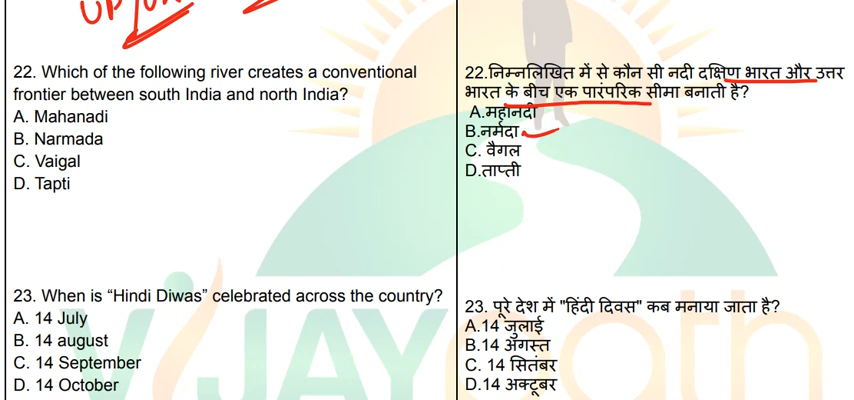 UP
22. Which of the following river creates a conventional
frontier between south India and north India?
A. Mahanadi
B. Narmada
C. Vaigal
D. Tapti
23. When is “Hindi Diwas” celebrated across the country?
A. 14 July
B. 14 august
C. 14 September
D. 14 October
22.निम्नलिखित में से कौन सी नदी दक्षिण भारत और उत्तर
भारत के बीच एक पारंपरिक सीमा बनाती है?
A.महानदी
B.नर्मदा
C. वैगल
D.ताप्ती
23. पूरे देश में "हिंदी दिवस" कब मनाया जाता है?
A.14 जुलाई
B.14 अगस्त
C. 14 सितंबर
D.14 अक्टूबर
VIJAYpath